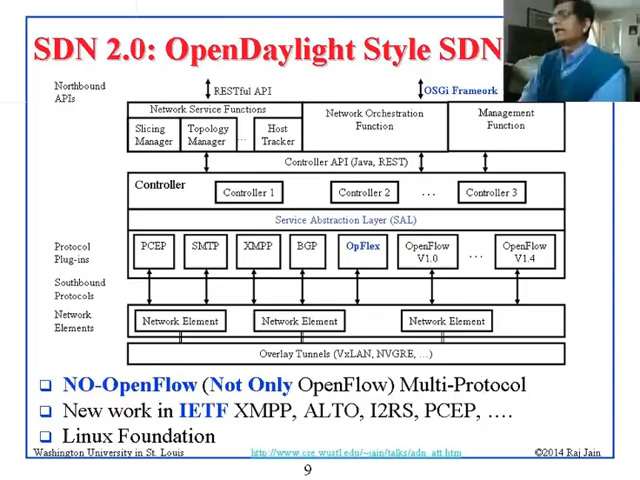 SDN 2.0: OpenDaylight Style SDN
Northbound
APIs
RESTful API
OSGi Frameork
Network Service Functions
Slicing
Manager
Topology
Manager
...
Host
Tracker
Network Orchestration
Function
Management
Function
Controller API (Java, REST)
Controller
Controller 1
Controller 2
...
Controller 3
Service Abstraction Layer (SAL)
Protocol
Plug-ins
PCEP
SMTP
XMPP
BGP
OpFlex
OpenFlow
V1.0
...
OpenFlow
V1.4
Southbound
Protocols
Network
Elements
Network Element
Network Element
Network Element
Overlay Tunnels (VxLAN, NVGRE, ...)
NO-OpenFlow (Not Only OpenFlow) Multi-Protocol
New work in IETF XMPP, ALTO, I2RS, PCEP, ....
Linux Foundation
Washington University in St. Louis
http://www.cse.wustl.edu/~jain/talks/adn_att.htm
©2014 Raj Jain
9